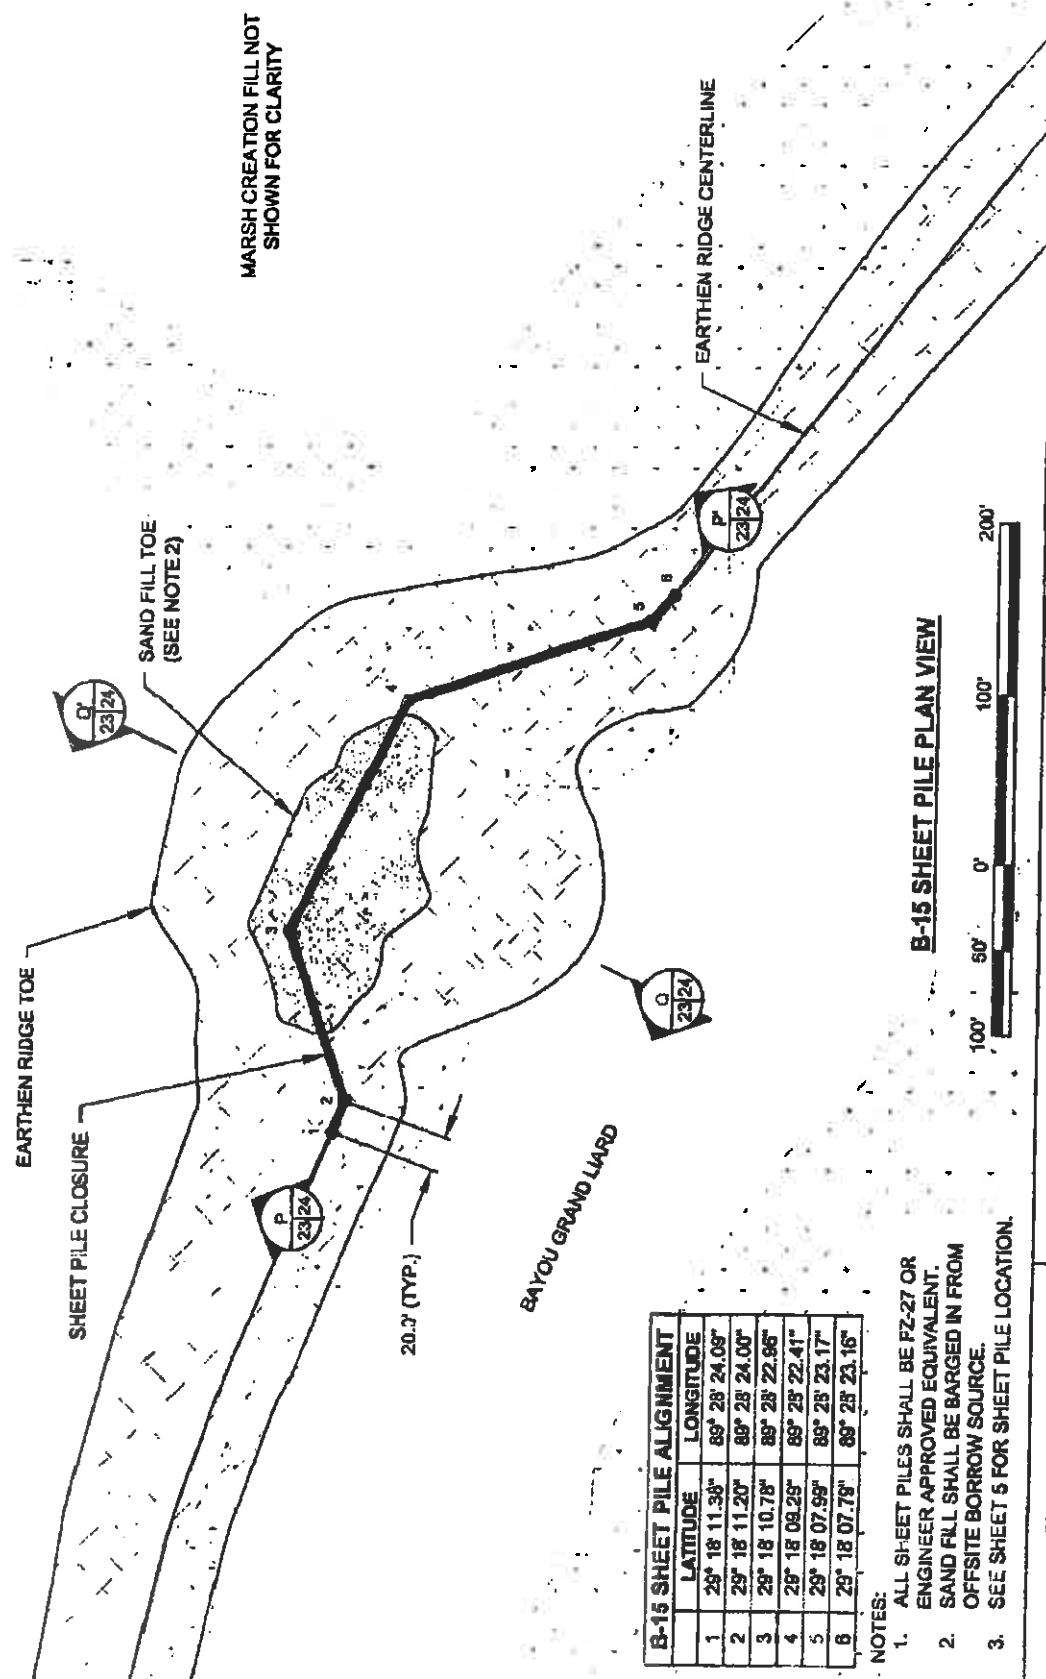 MARSH CREATION FILL NOT
SHOWN FOR CLARITY
EARTHEN RIDGE TOE
SHEET PILE CLOSURE
SAND FILL TOE
(SEE NOTE 2)
EARTHEN RIDGE CENTERLINE
Q'
23 24
P
23 24
P'
23 24
Q
23 24
1
2
3
4
5
6
20.0' (TYP.)
BAYOU GRAND LIARD
B-15 SHEET PILE PLAN VIEW
100' 50' 0' 100' 200'
B-15 SHEET PILE ALIGNMENT
LATITUDE LONGITUDE
1 29° 18' 11.38" 89° 28' 24.09"
2 29° 18' 11.20" 89° 28' 24.00"
3 29° 18' 10.78" 89° 28' 22.96"
4 29° 18' 09.29" 89° 28' 22.41"
5 29° 18' 07.99" 89° 28' 23.17"
6 29° 18' 07.79" 89° 28' 23.16"
NOTES:
1. ALL SHEET PILES SHALL BE PZ-27 OR
ENGINEER APPROVED EQUIVALENT.
2. SAND FILL SHALL BE BARGED IN FROM
OFFSITE BORROW SOURCE.
3. SEE SHEET 5 FOR SHEET PILE LOCATION.